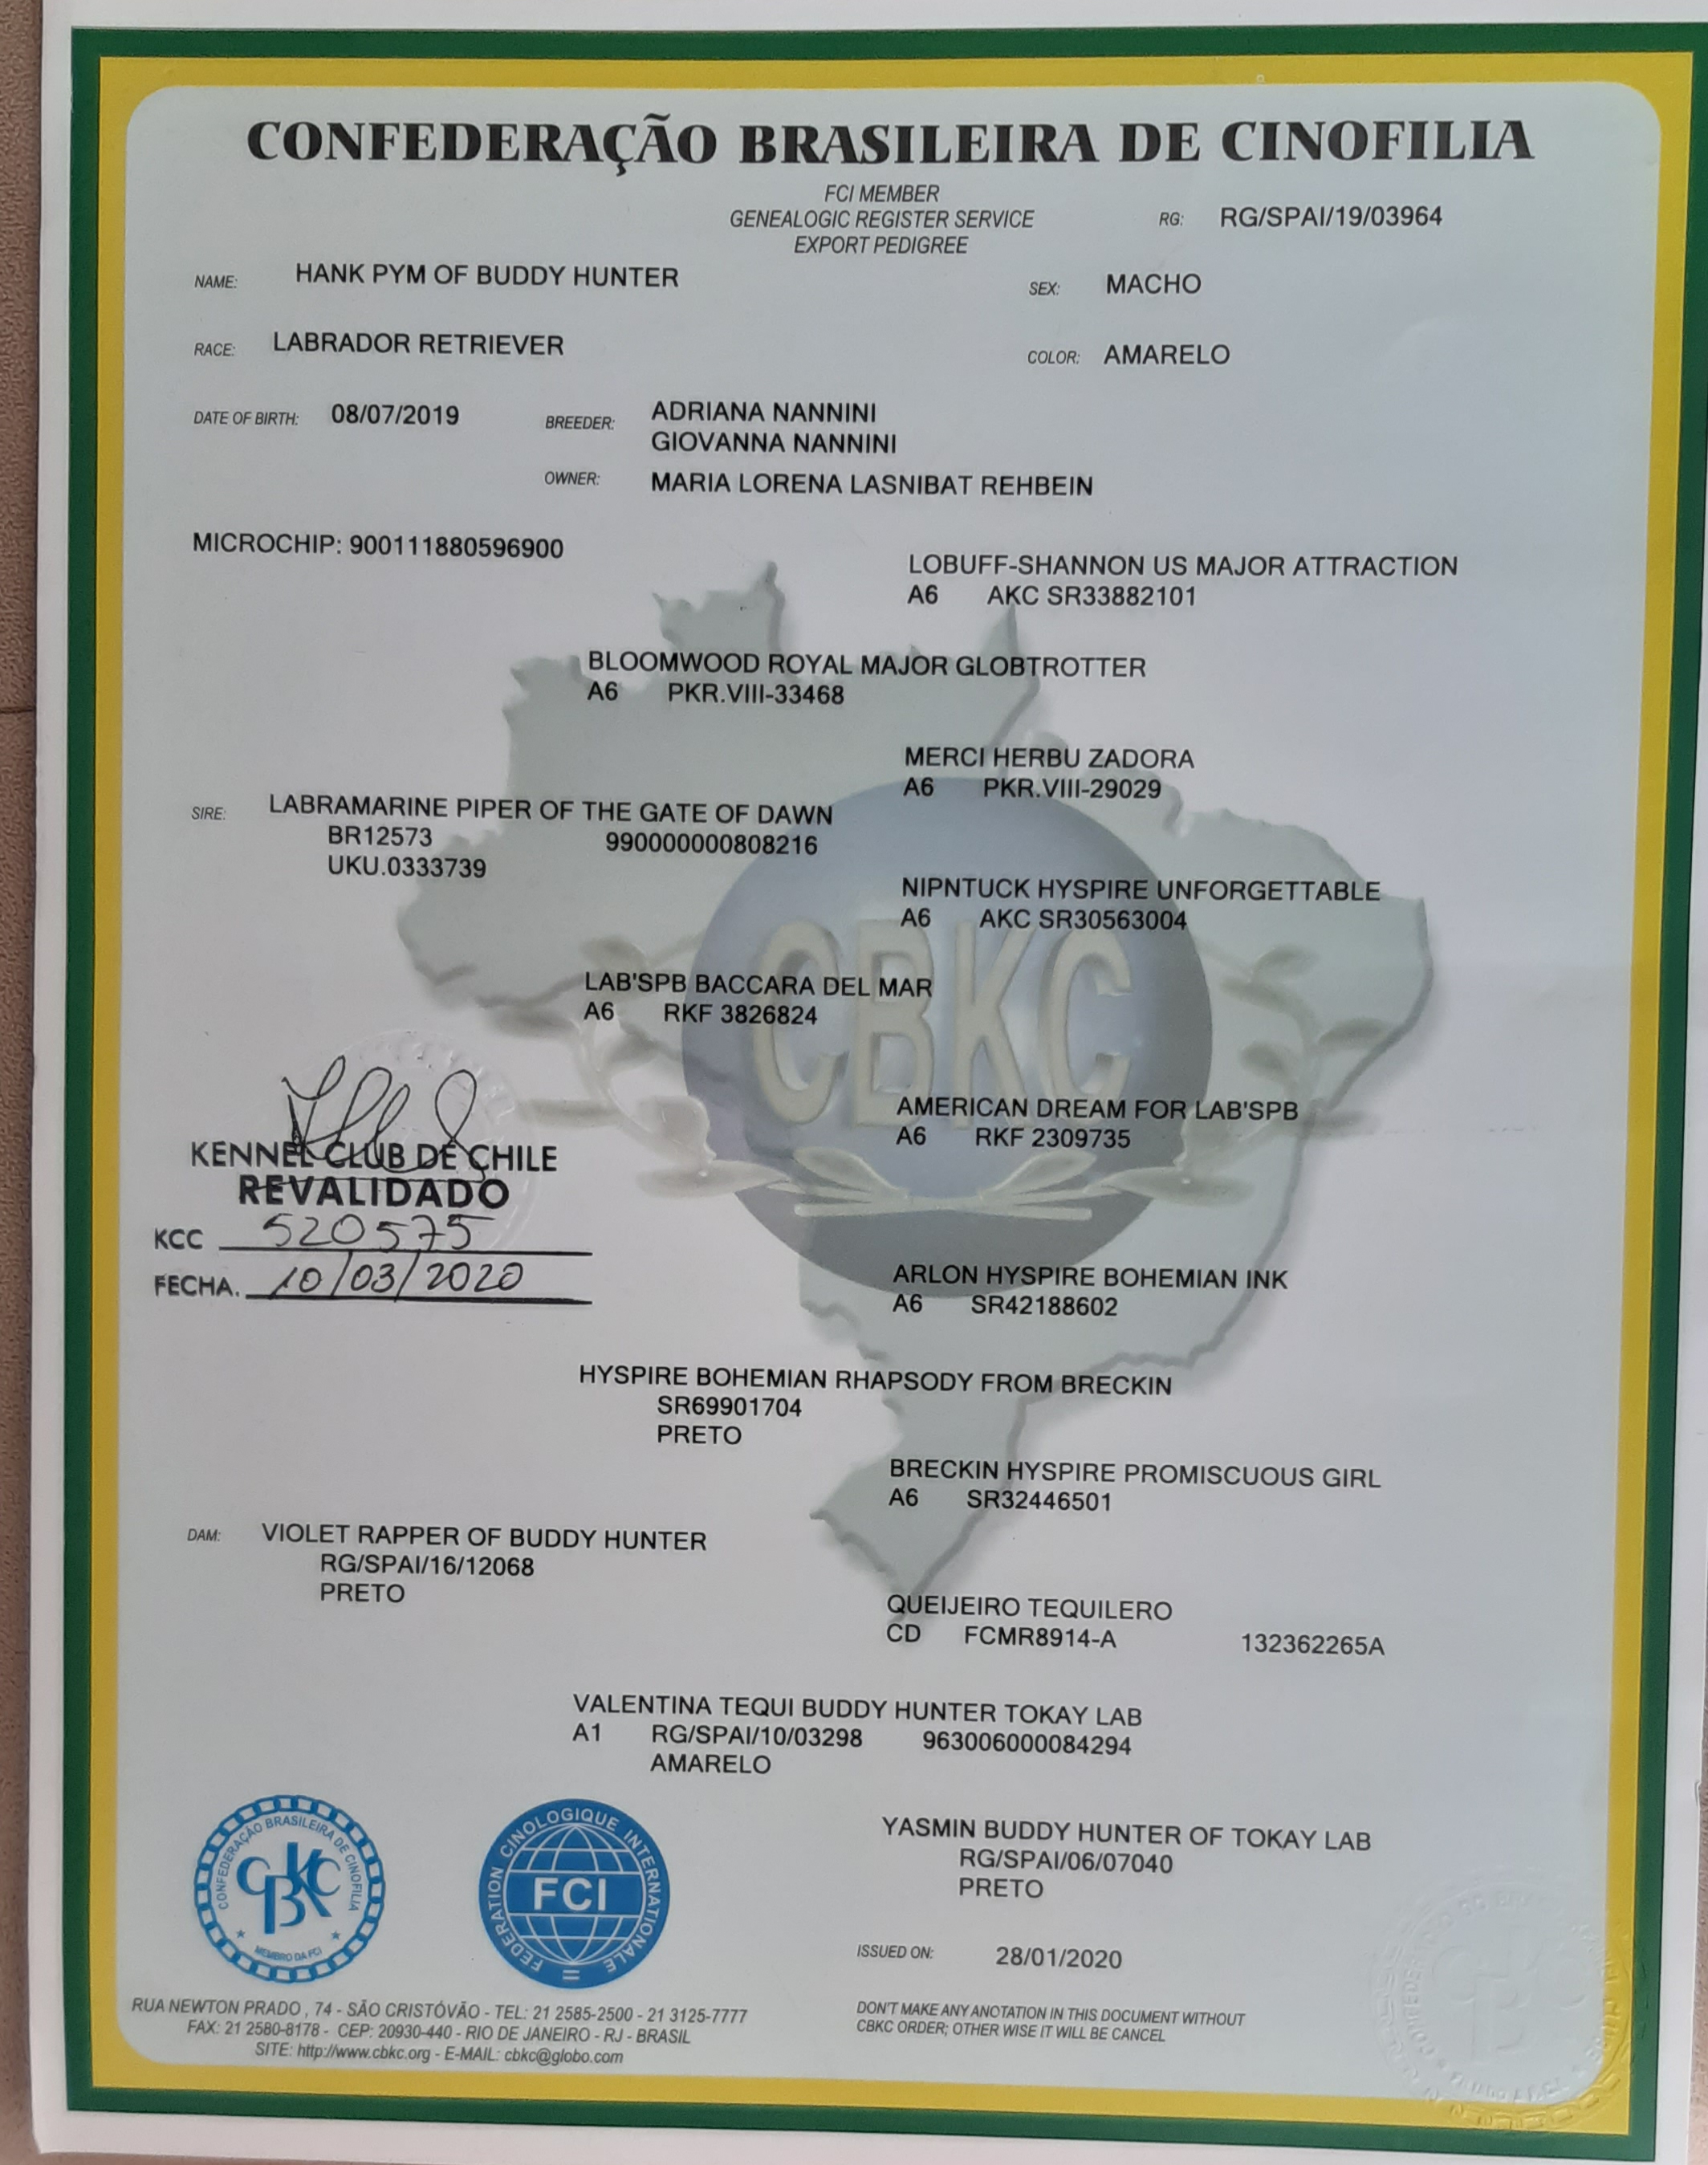 CONFEDERAÇÃO BRASILEIRA DE CINOFILIA
FCI MEMBER
GENEALOGIC REGISTER SERVICE
EXPORT PEDIGREE
RG: RG/SPAI/19/03964
NAME: HANK PYM OF BUDDY HUNTER
SEX: MACHO
RACE: LABRADOR RETRIEVER
COLOR: AMARELO
DATE OF BIRTH: 08/07/2019
BREEDER: ADRIANA NANNINI
GIOVANNA NANNINI
OWNER: MARIA LORENA LASNIBAT REHBEIN
MICROCHIP: 900111880596900
LOBUFF-SHANNON US MAJOR ATTRACTION
A6 AKC SR33882101
BLOOMWOOD ROYAL MAJOR GLOBTROTTER
A6 PKR.VIII-33468
MERCI HERBU ZADORA
A6 PKR.VIII-29029
SIRE: LABRAMARINE PIPER OF THE GATE OF DAWN
BR12573 990000000808216
UKU.0333739
NIPNTUCK HYSPIRE UNFORGETTABLE
A6 AKC SR30563004
CBKC
LAB'SPB BACCARA DEL MAR
A6 RKF 3826824
AMERICAN DREAM FOR LAB'SPB
A6 RKF 2309735
KENNEL CLUB DE CHILE
REVALIDADO
KCC 520575
FECHA. 10/03/2020
ARLON HYSPIRE BOHEMIAN INK
A6 SR42188602
HYSPIRE BOHEMIAN RHAPSODY FROM BRECKIN
SR69901704
PRETO
BRECKIN HYSPIRE PROMISCUOUS GIRL
A6 SR32446501
DAM: VIOLET RAPPER OF BUDDY HUNTER
RG/SPAI/16/12068
PRETO
QUEIJEIRO TEQUILERO
CD FCMR8914-A 132362265A
VALENTINA TEQUI BUDDY HUNTER TOKAY LAB
A1 RG/SPAI/10/03298 963006000084294
AMARELO
YASMIN BUDDY HUNTER OF TOKAY LAB
RG/SPAI/06/07040
PRETO
CONFEDERAÇÃO BRASILEIRA DE CINOFILIA
CBKC
MEMBRO DA FCI
FEDERATION CINOLOGIQUE INTERNATIONALE
FCI
ISSUED ON: 28/01/2020
RUA NEWTON PRADO , 74 - SÃO CRISTÓVÃO - TEL: 21 2585-2500 - 21 3125-7777
FAX: 21 2580-8178 - CEP: 20930-440 - RIO DE JANEIRO - RJ - BRASIL
SITE: http://www.cbkc.org - E-MAIL: cbkc@globo.com
DON'T MAKE ANY ANOTATION IN THIS DOCUMENT WITHOUT
CBKC ORDER; OTHER WISE IT WILL BE CANCEL